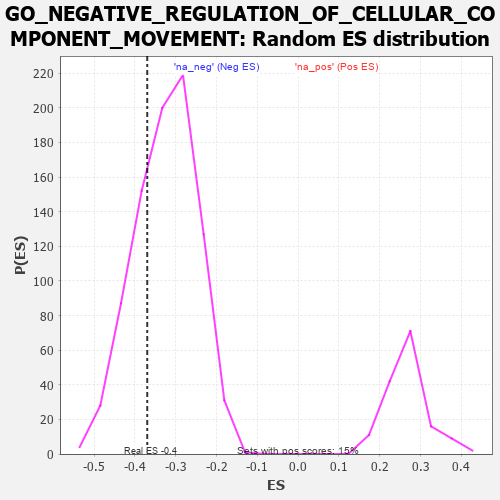 GO_NEGATIVE_REGULATION_OF_CELLULAR_CO
MPONENT_MOVEMENT: Random ES distribution
'na_neg' (Neg ES) 'na_pos' (Pos ES)
220
200
180
160
140
120
100
80
60
40
20
0
P(ES)
Real ES -0.4 Sets with pos scores: 15%
-0.5 -0.4 -0.3 -0.2 -0.1 0.0 0.1 0.2 0.3 0.4
ES